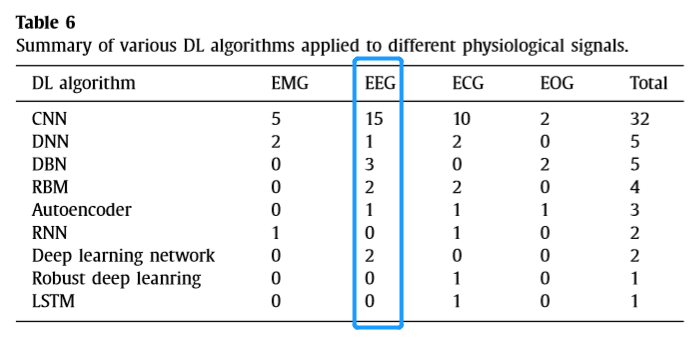 Table 6
Summary of various DL algorithms applied to different physiological signals.
DL algorithm EMG EEG ECG EOG Total
CNN 5 15 10 2 32
DNN 2 1 2 0 5
DBN 0 3 0 2 5
RBM 0 2 2 0 4
Autoencoder 0 1 1 1 3
RNN 1 0 1 0 2
Deep learning network 0 2 0 0 2
Robust deep leanring 0 0 1 0 1
LSTM 0 0 1 0 1